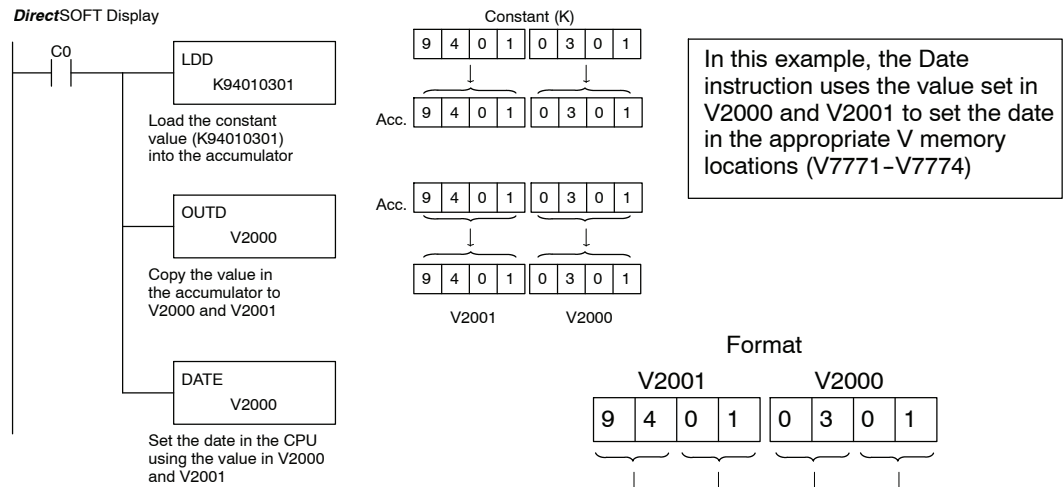 DirectSOFT Display
C0
LDD
K94010301
Load the constant
value (K94010301)
into the accumulator
OUTD
V2000
Copy the value in
the accumulator to
V2000 and V2001
DATE
V2000
Set the date in the CPU
using the value in V2000
and V2001
Constant (K)
9 4 0 1 0 3 0 1
Acc. 9 4 0 1 0 3 0 1
Acc. 9 4 0 1 0 3 0 1
9 4 0 1 0 3 0 1
V2001 V2000
In this example, the Date
instruction uses the value set in
V2000 and V2001 to set the date
in the appropriate V memory
locations (V7771–V7774)
Format
V2001 V2000
9 4 0 1 0 3 0 1